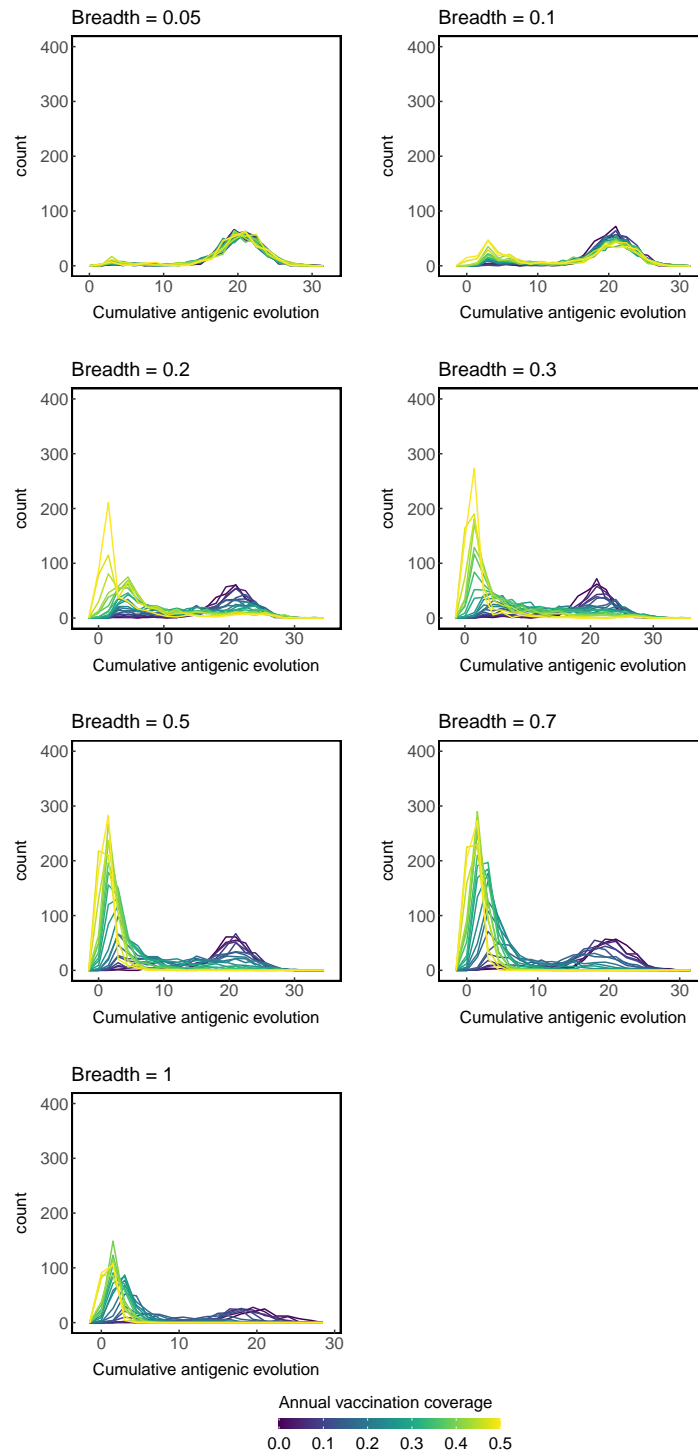 Breadth = 0.05
400
300
200
100
0
count
0 10 20 30
Cumulative antigenic evolution
Breadth = 0.1
400
300
200
100
0
count
0 10 20 30
Cumulative antigenic evolution
Breadth = 0.2
400
300
200
100
0
count
0 10 20 30
Cumulative antigenic evolution
Breadth = 0.3
400
300
200
100
0
count
0 10 20 30
Cumulative antigenic evolution
Breadth = 0.5
400
300
200
100
0
count
0 10 20 30
Cumulative antigenic evolution
Breadth = 0.7
400
300
200
100
0
count
0 10 20 30
Cumulative antigenic evolution
Breadth = 1
400
300
200
100
0
count
0 10 20 30
Cumulative antigenic evolution
Annual vaccination coverage
0.0 0.1 0.2 0.3 0.4 0.5